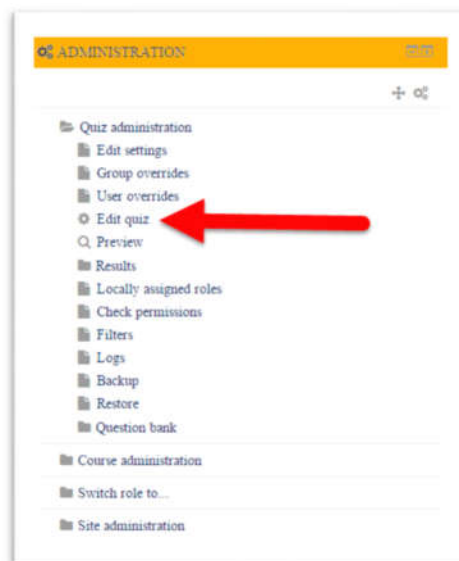 ADMINISTRATION
Quiz administration
Edit settings
Group overrides
User overrides
Edit quiz
Preview
Results
Locally assigned roles
Check permissions
Filters
Logs
Backup
Restore
Question bank
Course administration
Switch role to...
Site administration